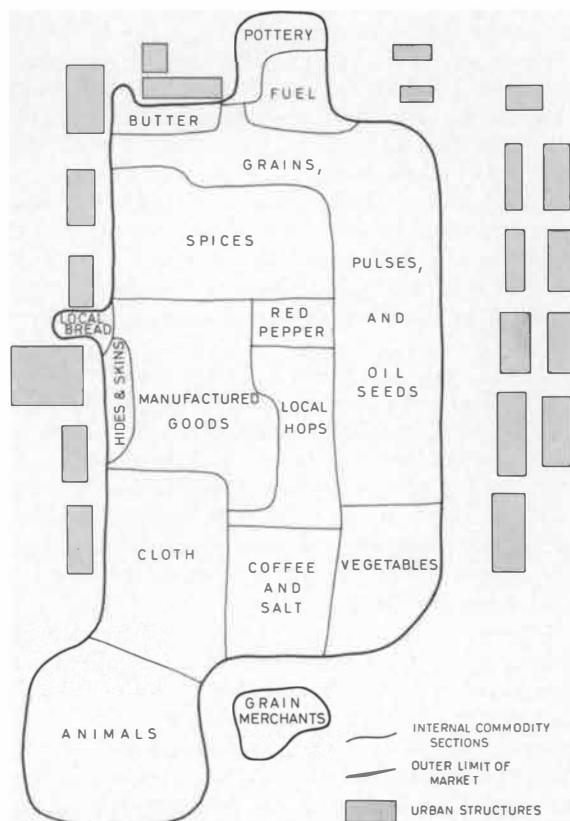 POTTERY
FUEL
BUTTER
GRAINS,
SPICES
PULSES,
AND
OIL
SEEDS
RED
PEPPER
LOCAL
BREAD
HIDES & SKINS
MANUFACTURED
GOODS
LOCAL
HOPS
CLOTH
COFFEE
AND
SALT
VEGETABLES
ANIMALS
GRAIN
MERCHANTS
INTERNAL COMMODITY
SECTIONS
OUTER LIMIT OF
MARKET
URBAN STRUCTURES